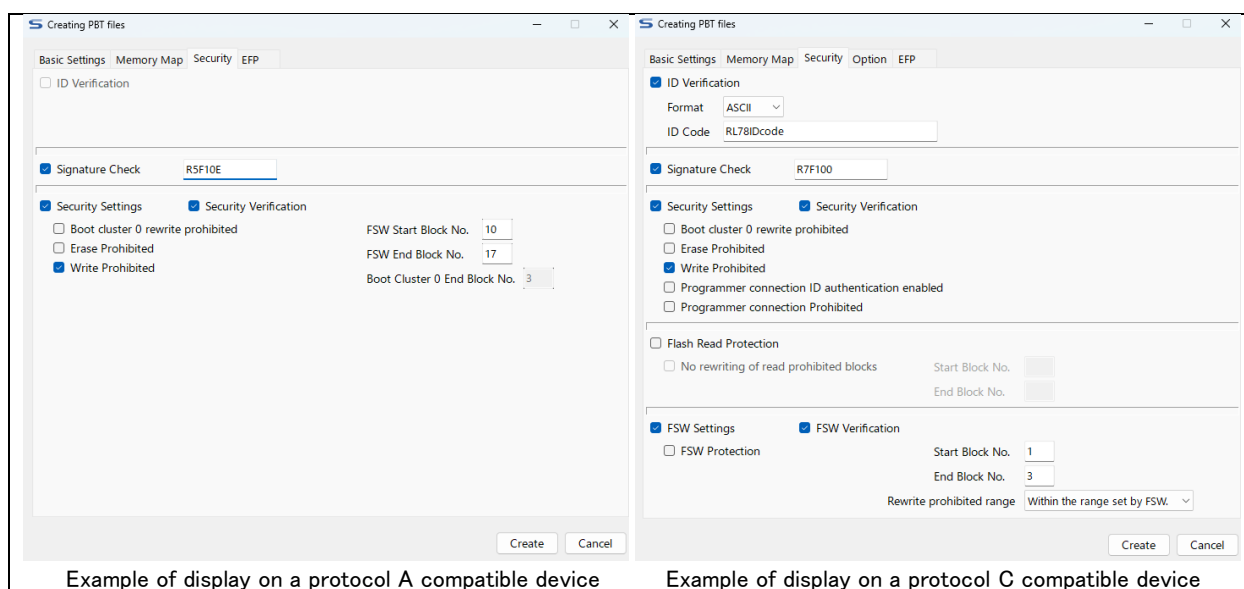 Creating PBT files
Basic Settings Memory Map Security EFP
ID Verification
Signature Check R5F10E
Security Settings Security Verification
Boot cluster 0 rewrite prohibited
Erase Prohibited
Write Prohibited
FSW Start Block No. 10
FSW End Block No. 17
Boot Cluster 0 End Block No. 3
Create Cancel
Example of display on a protocol A compatible device
Creating PBT files
Basic Settings Memory Map Security Option EFP
ID Verification
Format ASCII
ID Code RL78IDcode
Signature Check R7F100
Security Settings Security Verification
Boot cluster 0 rewrite prohibited
Erase Prohibited
Write Prohibited
Programmer connection ID authentication enabled
Programmer connection Prohibited
Flash Read Protection
No rewriting of read prohibited blocks Start Block No.
End Block No.
FSW Settings FSW Verification
FSW Protection Start Block No. 1
End Block No. 3
Rewrite prohibited range Within the range set by FSW.
Create Cancel
Example of display on a protocol C compatible device